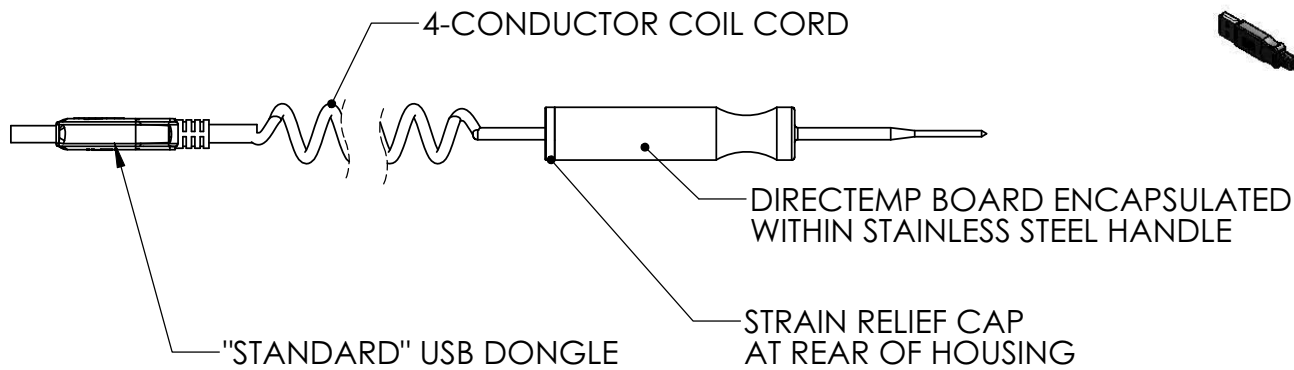 4-CONDUCTOR COIL CORD
DIRECTEMP BOARD ENCAPSULATED
WITHIN STAINLESS STEEL HANDLE
STRAIN RELIEF CAP
AT REAR OF HOUSING
"STANDARD" USB DONGLE